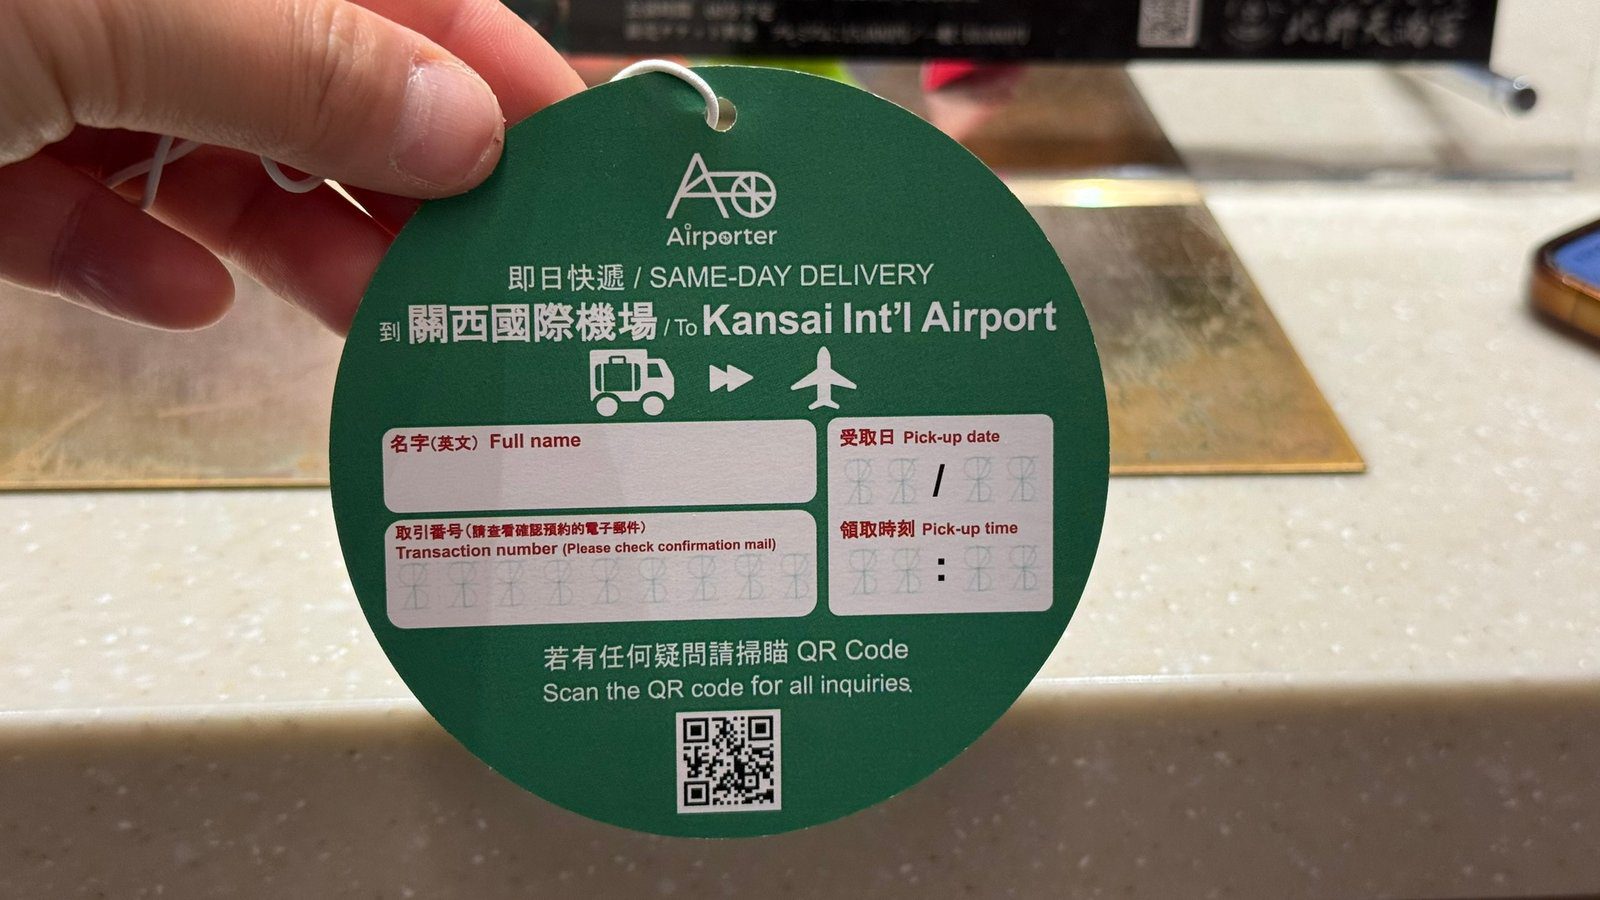 Airporter
即日快遞 / SAME-DAY DELIVERY
到 關西國際機場 / To Kansai Int'l Airport
名字(英文) Full name
受取日 Pick-up date
/
取引番号(請查看確認預約的電子郵件)
Transaction number (Please check confirmation mail)
領取時刻 Pick-up time
:
若有任何疑問請掃瞄 QR Code
Scan the QR code for all inquiries.